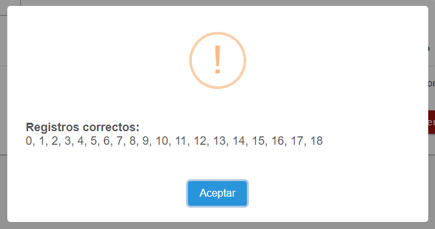 !
Registros correctos:
0, 1, 2, 3, 4, 5, 6, 7, 8, 9, 10, 11, 12, 13, 14, 15, 16, 17, 18
Aceptar